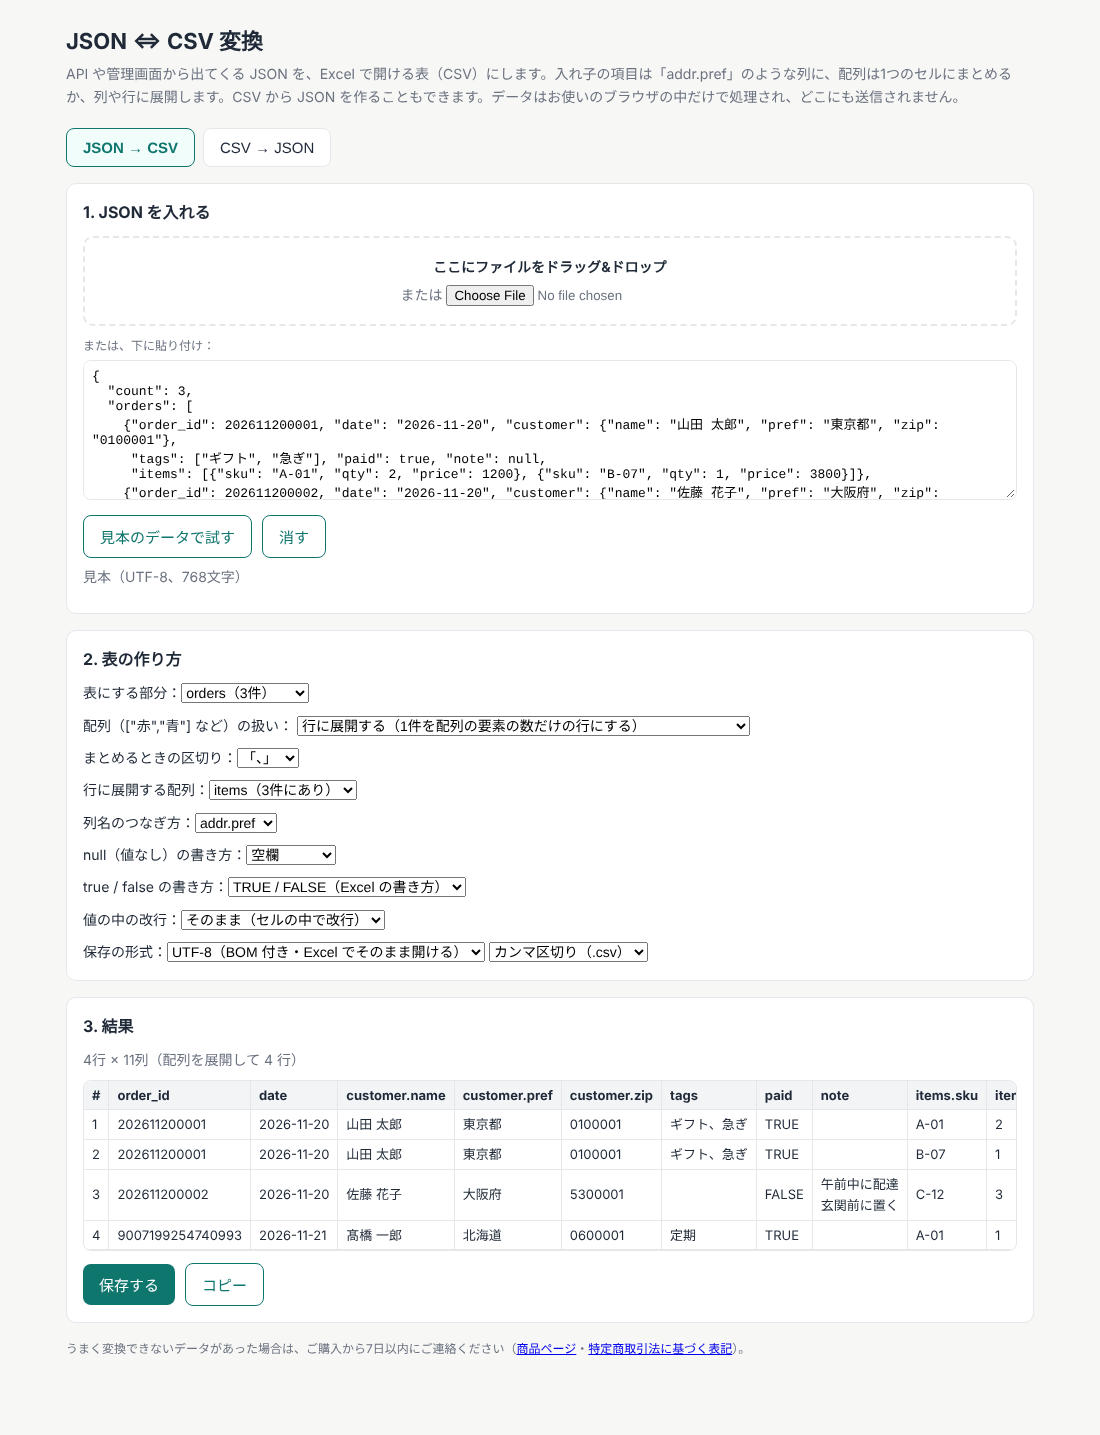 JSON ⇔ CSV 変換
API や管理画面から出てくる JSON を、Excel で開ける表（CSV）にします。入れ子の項目は「addr.pref」のような列に、配列は1つのセルにまとめる
か、列や行に展開します。CSV から JSON を作ることもできます。データはお使いのブラウザの中だけで処理され、どこにも送信されません。
JSON → CSV
CSV → JSON
1. JSON を入れる
ここにファイルをドラッグ&ドロップ
または Choose File No file chosen
または、下に貼り付け：
{
"count": 3,
"orders": [
{"order_id": 202611200001, "date": "2026-11-20", "customer": {"name": "山田 太郎", "pref": "東京都", "zip":
"0100001"},
"tags": ["ギフト", "急ぎ"], "paid": true, "note": null,
"items": [{"sku": "A-01", "qty": 2, "price": 1200}, {"sku": "B-07", "qty": 1, "price": 3800}]},
{"order_id": 202611200002, "date": "2026-11-20", "customer": {"name": "佐藤 花子", "pref": "大阪府", "zip":
見本のデータで試す
消す
見本（UTF-8、768文字）
2. 表の作り方
表にする部分：orders（3件）
配列（["赤","青"] など）の扱い： 行に展開する（1件を配列の要素の数だけの行にする）
まとめるときの区切り：「、」
行に展開する配列：items（3件にあり）
列名のつなぎ方：addr.pref
null（値なし）の書き方：空欄
true / false の書き方：TRUE / FALSE（Excel の書き方）
値の中の改行：そのまま（セルの中で改行）
保存の形式：UTF-8（BOM 付き・Excel でそのまま開ける） カンマ区切り（.csv）
3. 結果
4行 × 11列（配列を展開して 4 行）
# order_id date customer.name customer.pref customer.zip tags paid note items.sku iter
1 202611200001 2026-11-20 山田 太郎 東京都 0100001 ギフト、急ぎ TRUE A-01 2
2 202611200001 2026-11-20 山田 太郎 東京都 0100001 ギフト、急ぎ TRUE B-07 1
3 202611200002 2026-11-20 佐藤 花子 大阪府 5300001 FALSE 午前中に配達 C-12 3
玄関前に置く
4 9007199254740993 2026-11-21 髙橋 一郎 北海道 0600001 定期 TRUE A-01 1
保存する
コピー
うまく変換できないデータがあった場合は、ご購入から7日以内にご連絡ください（商品ページ・特定商取引法に基づく表記）。